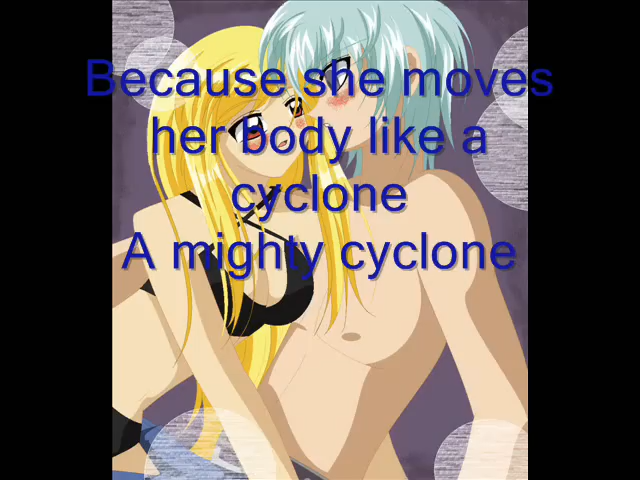 Because she moves
her body like a
cyclone
A mighty cyclone